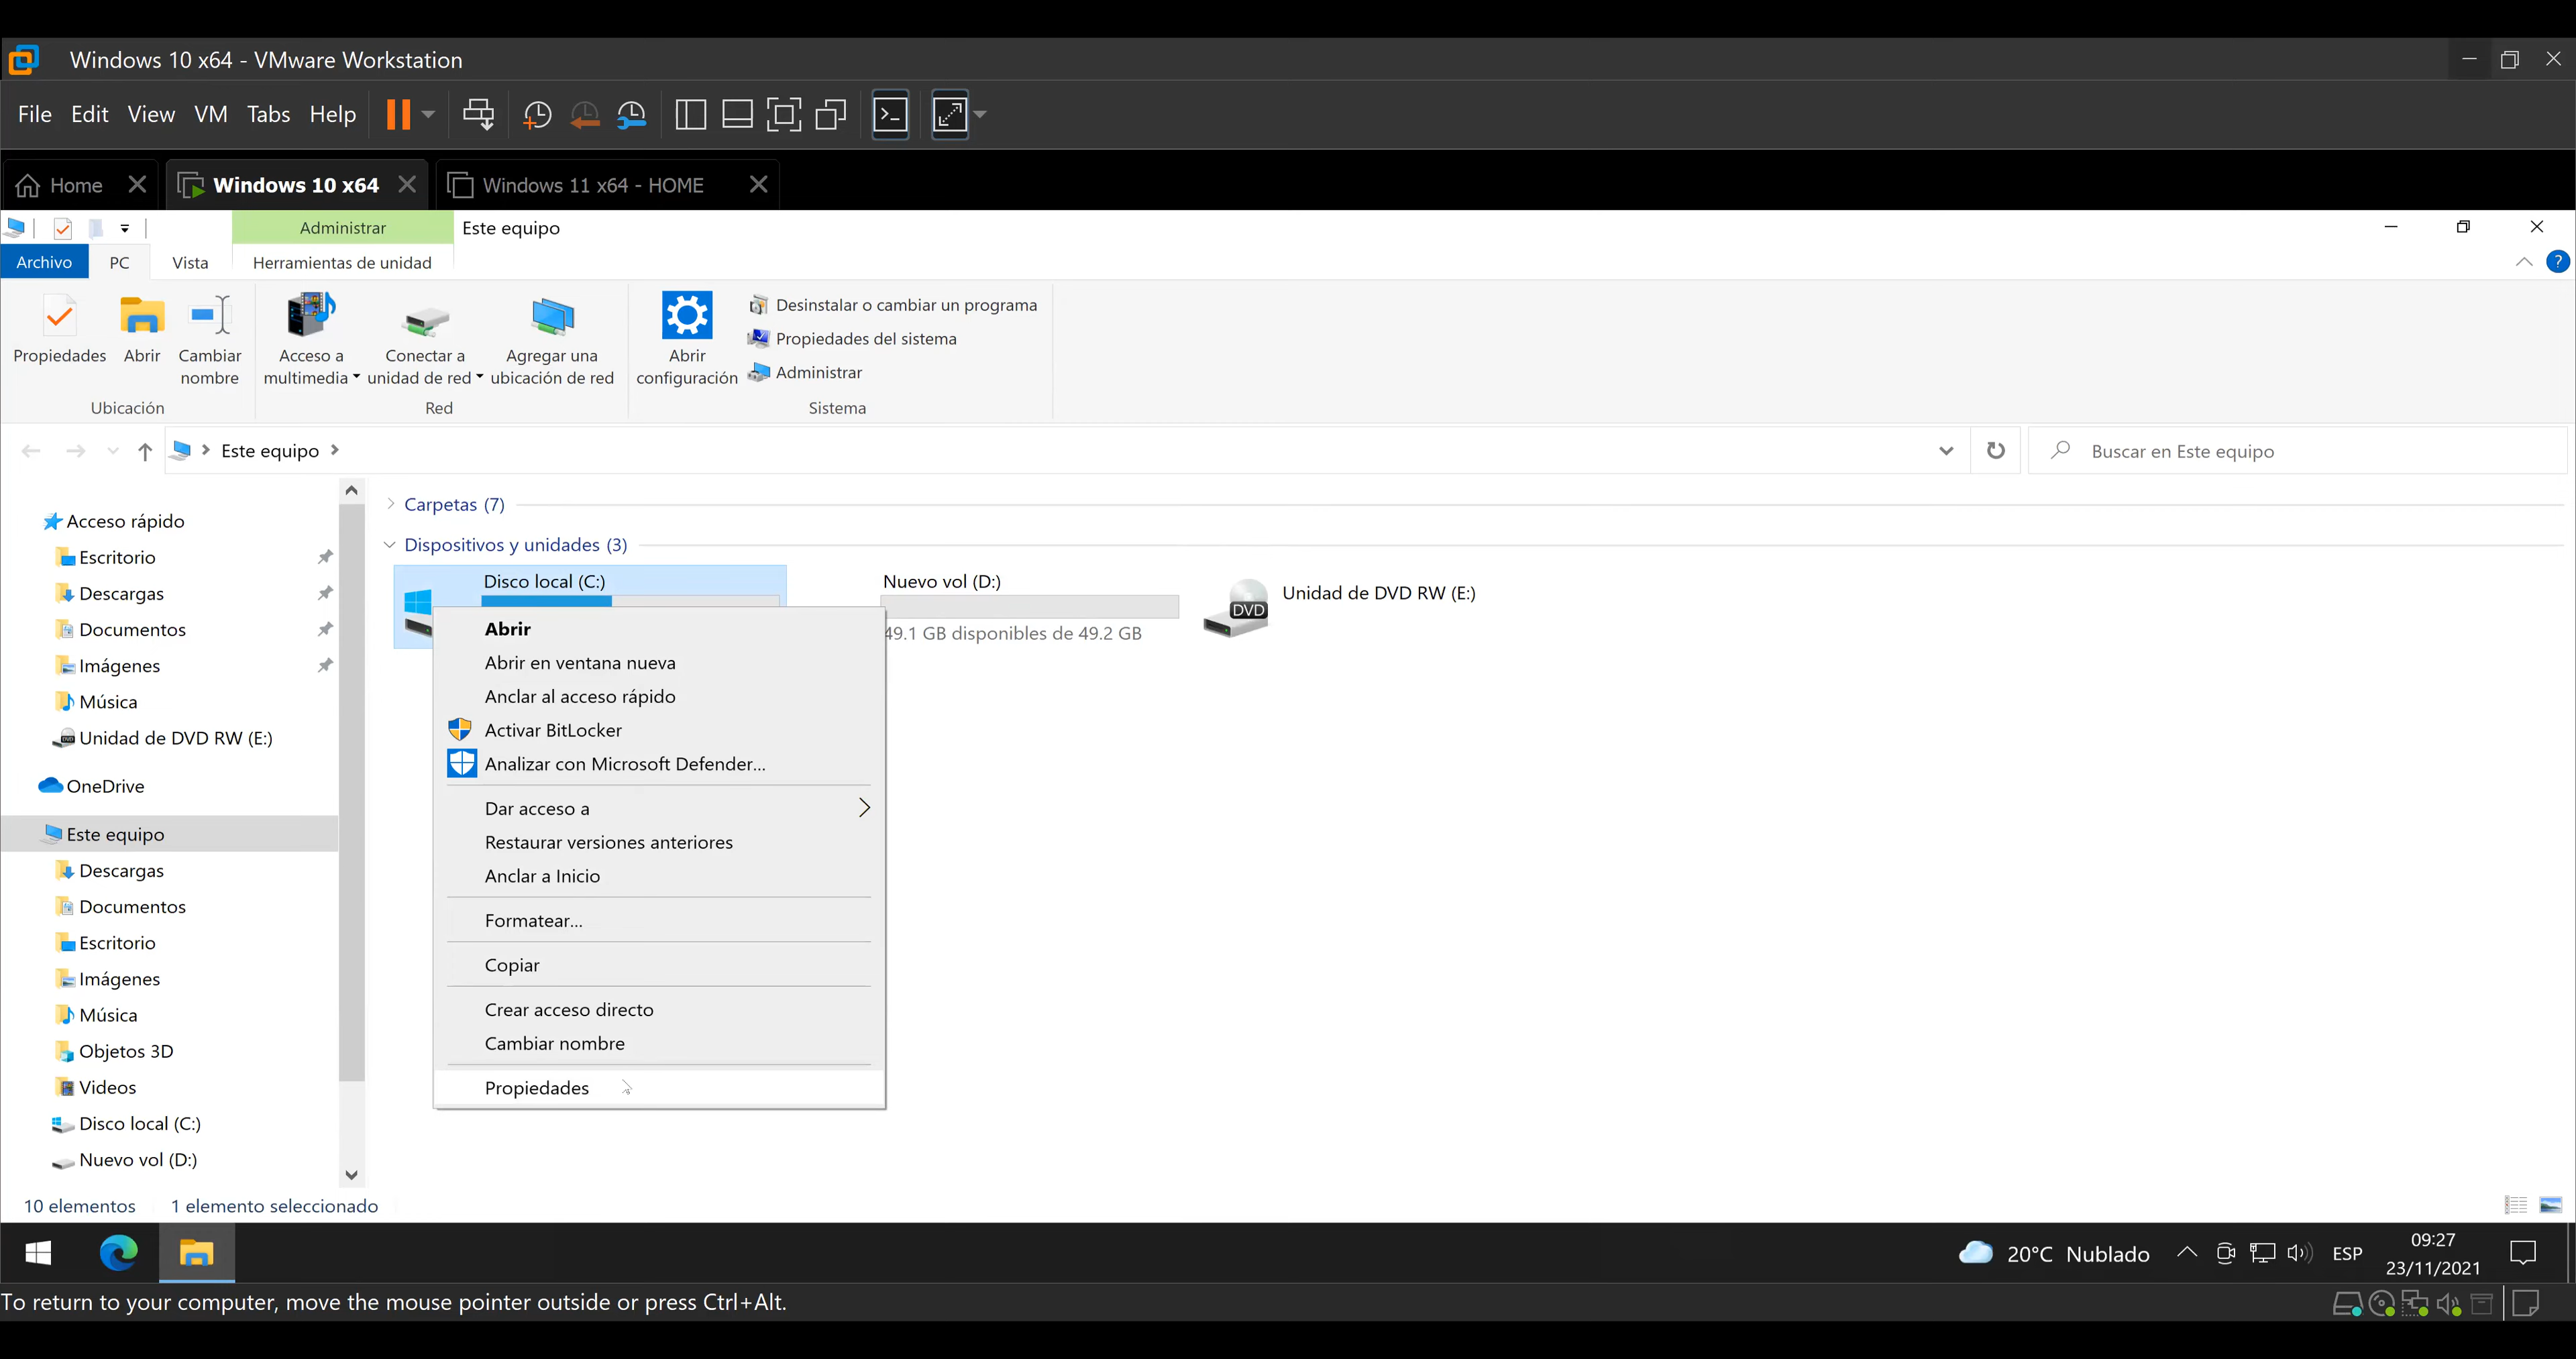 Windows 10 x64 - VMware Workstation
File Edit View VM Tabs Help
Home Windows 10 x64 Windows 11 x64 - HOME
Administrar Este equipo
Archivo PC Vista Herramientas de unidad
Propiedades
Abrir
Cambiar
nombre
Ubicación
Acceso a
multimedia
Conectar a
unidad de red
Agregar una
ubicación de red
Red
Abrir
configuración
Desinstalar o cambiar un programa
Propiedades del sistema
Administrar
Sistema
Este equipo
Buscar en Este equipo
Acceso rápido
Escritorio
Descargas
Documentos
Imágenes
Música
Unidad de DVD RW (E:)
OneDrive
Este equipo
Descargas
Documentos
Escritorio
Imágenes
Música
Objetos 3D
Videos
Disco local (C:)
Nuevo vol (D:)
Carpetas (7)
Dispositivos y unidades (3)
Disco local (C:)
Nuevo vol (D:)
49.1 GB disponibles de 49.2 GB
DVD
Unidad de DVD RW (E:)
Abrir
Abrir en ventana nueva
Anclar al acceso rápido
Activar BitLocker
Analizar con Microsoft Defender...
Dar acceso a
Restaurar versiones anteriores
Anclar a Inicio
Formatear...
Copiar
Crear acceso directo
Cambiar nombre
Propiedades
10 elementos 1 elemento seleccionado
20°C Nublado ESP
09:27
23/11/2021
To return to your computer, move the mouse pointer outside or press Ctrl+Alt.